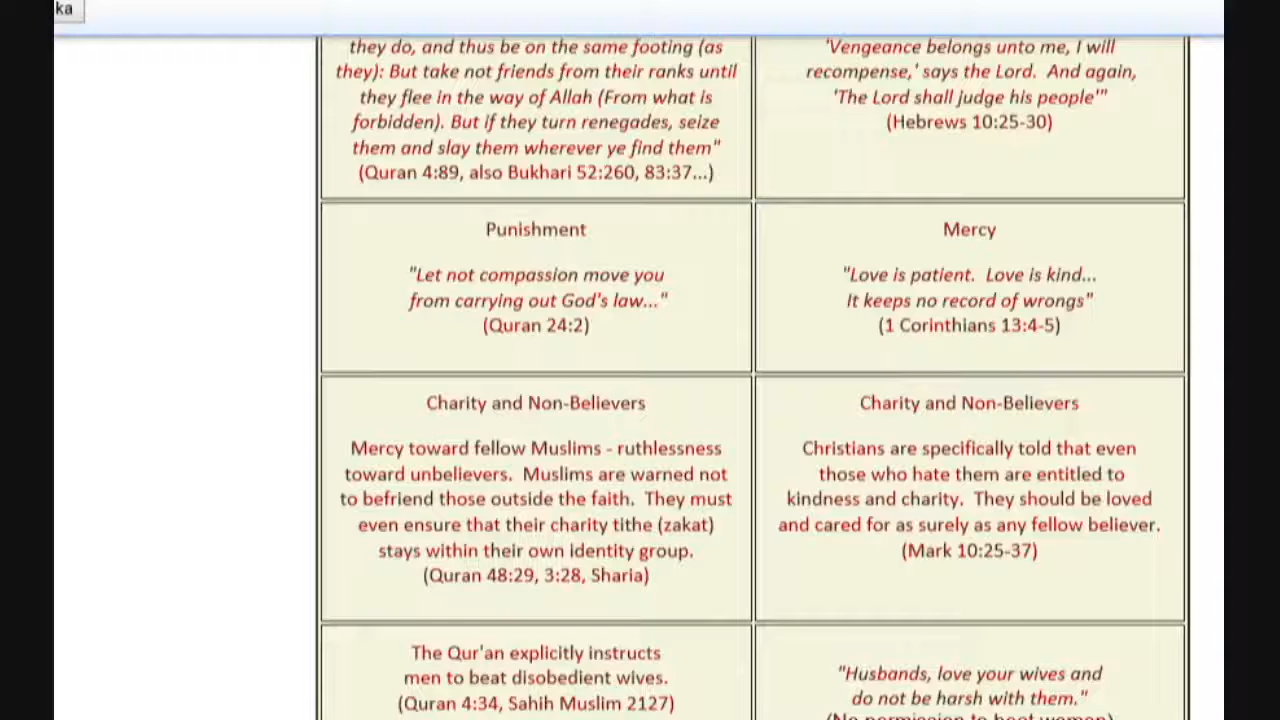 ka
they do, and thus be on the same footing (as
they): But take not friends from their ranks until
they flee in the way of Allah (From what is
forbidden). But if they turn renegades, seize
them and slay them wherever ye find them"
(Quran 4:89, also Bukhari 52:260, 83:37...)
'Vengeance belongs unto me, I will
recompense,' says the Lord.  And again,
'The Lord shall judge his people'"
(Hebrews 10:25-30)
Punishment
"Let not compassion move you
from carrying out God's law..."
(Quran 24:2)
Mercy
"Love is patient.  Love is kind...
It keeps no record of wrongs"
(1 Corinthians 13:4-5)
Charity and Non-Believers
Mercy toward fellow Muslims - ruthlessness
toward unbelievers.  Muslims are warned not
to befriend those outside the faith.  They must
even ensure that their charity tithe (zakat)
stays within their own identity group.
(Quran 48:29, 3:28, Sharia)
Charity and Non-Believers
Christians are specifically told that even
those who hate them are entitled to
kindness and charity.  They should be loved
and cared for as surely as any fellow believer.
(Mark 10:25-37)
The Qur'an explicitly instructs
men to beat disobedient wives.
(Quran 4:34, Sahih Muslim 2127)
"Husbands, love your wives and
do not be harsh with them."
(No permission to beat women)